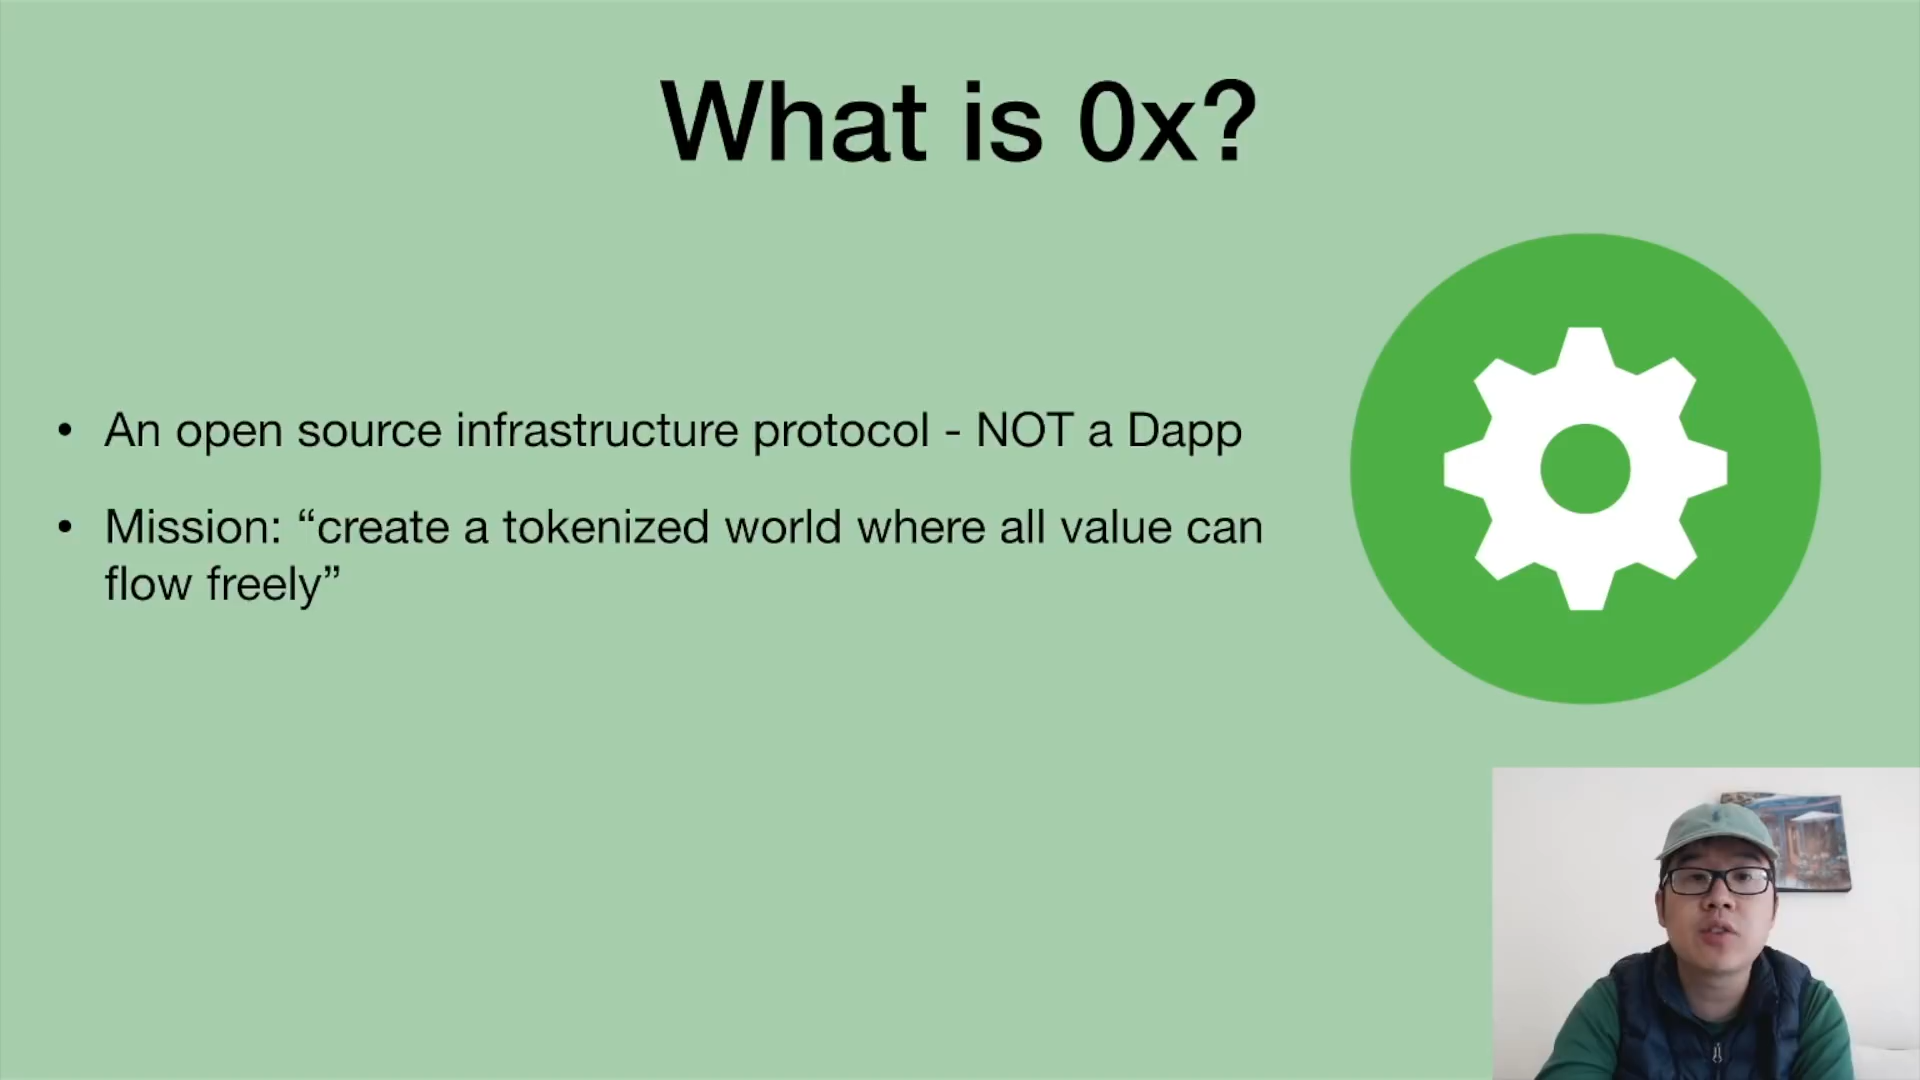 What is 0x?
• An open source infrastructure protocol - NOT a Dapp
• Mission: “create a tokenized world where all value can
flow freely”